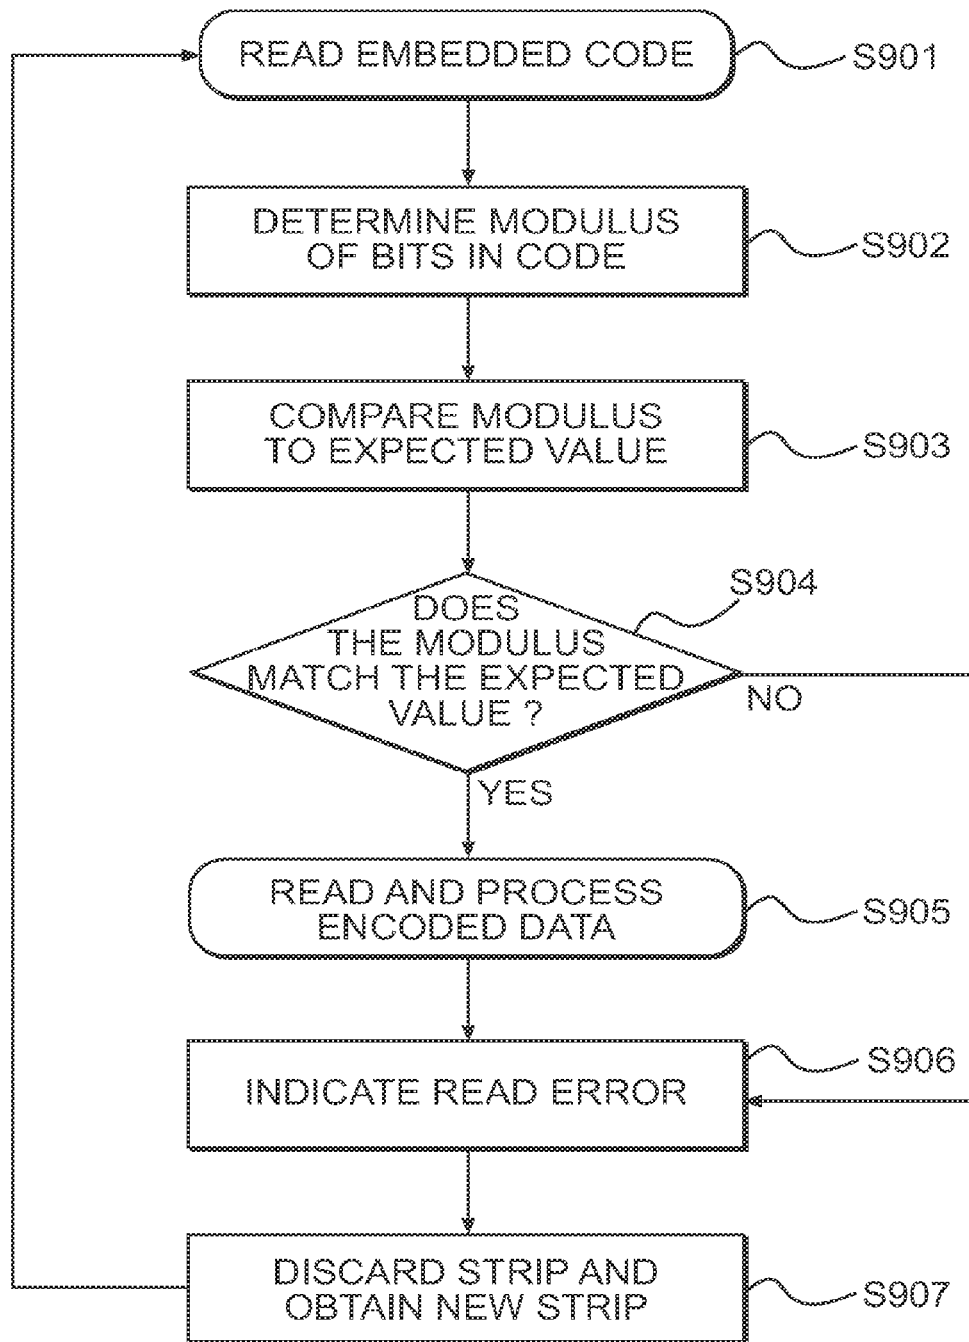 READ EMBEDDED CODE
S901
DETERMINE MODULUS
OF BITS IN CODE
S902
COMPARE MODULUS
TO EXPECTED VALUE
S903
S904
DOES
THE MODULUS
MATCH THE EXPECTED
VALUE ?
NO
YES
READ AND PROCESS
ENCODED DATA
S905
INDICATE READ ERROR
S906
DISCARD STRIP AND
OBTAIN NEW STRIP
S907